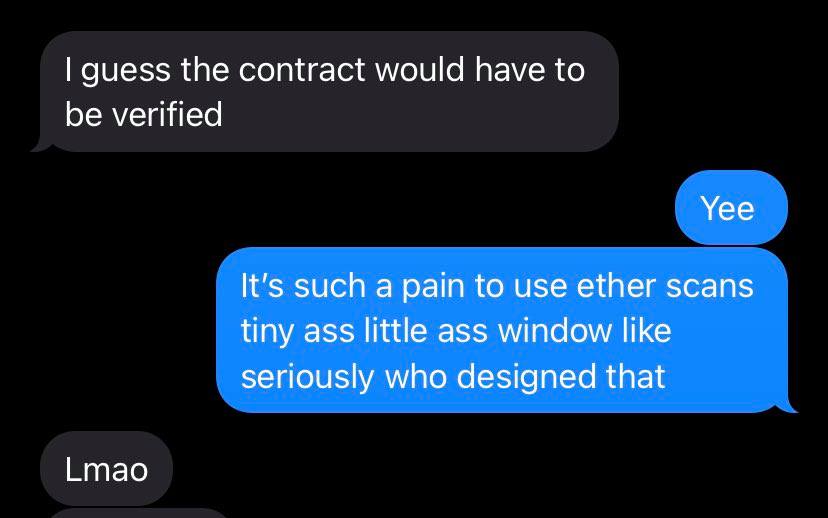 I guess the contract would have to
be verified
Yee
It’s such a pain to use ether scans
tiny ass little ass window like
seriously who designed that
Lmao